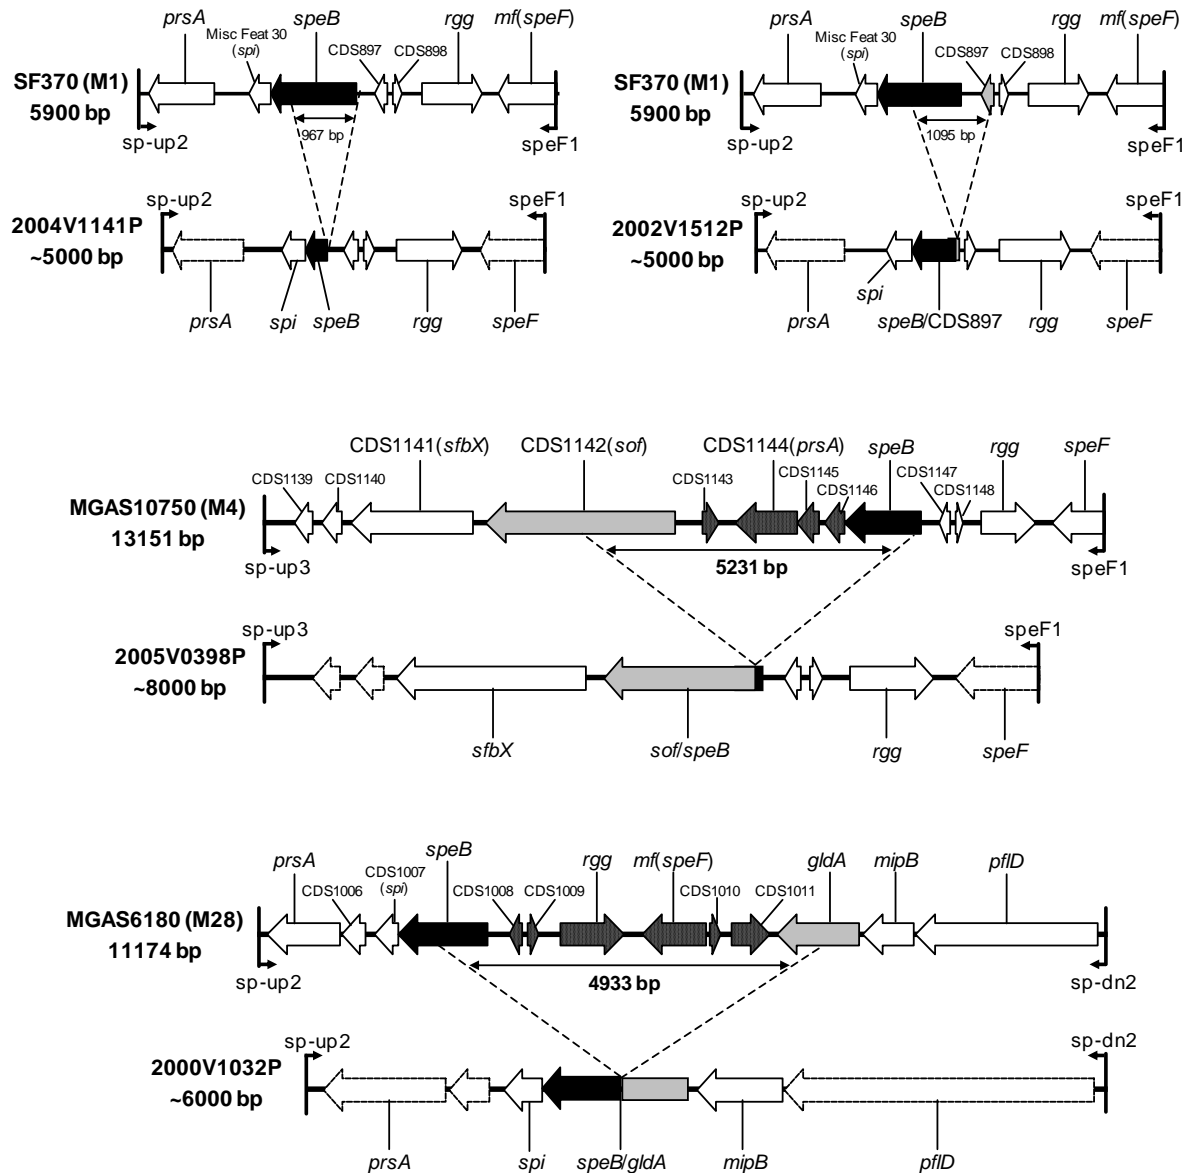 prsA
Misc Feat 30
(spi)
speB
CDS897
CDS898
rgg
mf(speF)
SF370 (M1)
5900 bp
967 bp
sp-up2
speF1
sp-up2
speF1
2004V1141P
~5000 bp
prsA
spi
speB
rgg
speF
prsA
Misc Feat 30
(spi)
speB
CDS897
CDS898
rgg
mf(speF)
SF370 (M1)
5900 bp
1095 bp
sp-up2
speF1
sp-up2
speF1
2002V1512P
~5000 bp
spi
prsA
speB/CDS897
rgg
speF
CDS1139
CDS1140
CDS1141(sfbX)
CDS1142(sof)
CDS1143
CDS1144(prsA)
CDS1145
CDS1146
speB
CDS1147
CDS1148
rgg
speF
MGAS10750 (M4)
13151 bp
5231 bp
sp-up3
speF1
sp-up3
speF1
2005V0398P
~8000 bp
sfbX
sof/speB
rgg
speF
prsA
CDS1006
CDS1007
(spi)
speB
CDS1008
CDS1009
rgg
mf(speF)
CDS1010
CDS1011
gldA
mipB
pflD
MGAS6180 (M28)
11174 bp
4933 bp
sp-up2
sp-dn2
sp-up2
sp-dn2
2000V1032P
~6000 bp
prsA
spi
speB/gldA
mipB
pflD